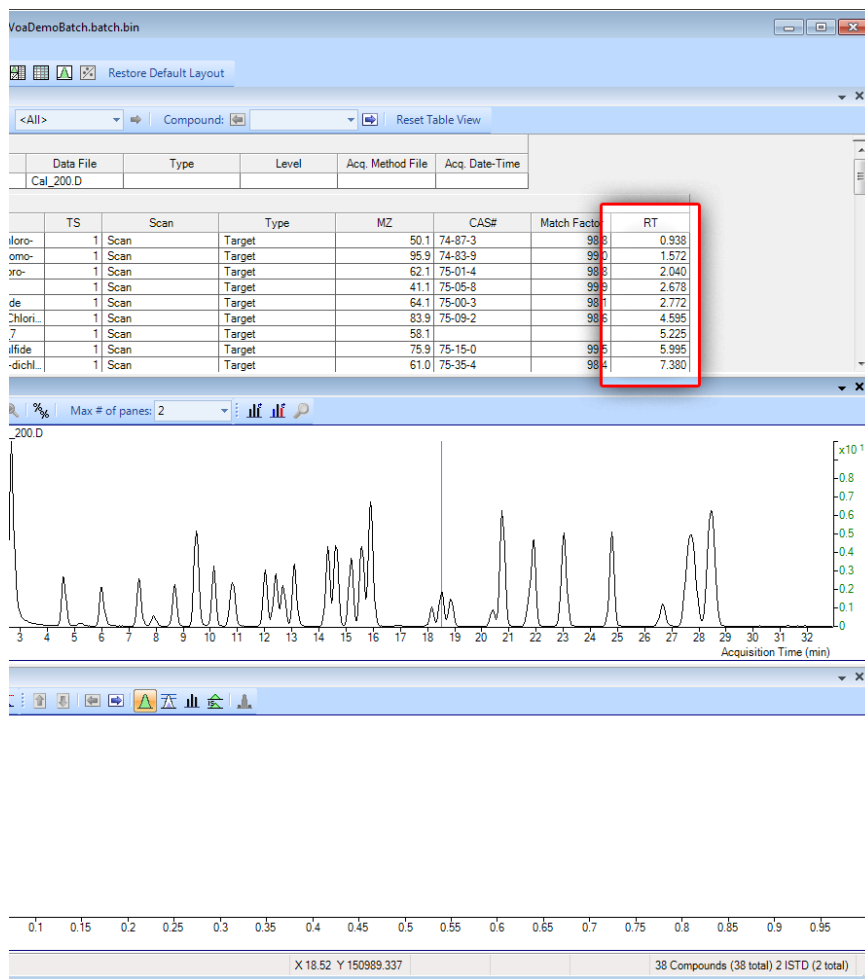 VoaDemoBatch.batch.bin
Restore Default Layout
<All> Compound: Reset Table View
Data File Type Level Acq. Method File Acq. Date-Time
Cal_200.D
TS Scan Type MZ CAS# Match Facto RT
loro- 1 Scan Target 50.1 74-87-3 98.8 0.938
omo- 1 Scan Target 95.9 74-83-9 99.0 1.572
oro- 1 Scan Target 62.1 75-01-4 98.8 2.040
1 Scan Target 41.1 75-05-8 99.9 2.678
de 1 Scan Target 64.1 75-00-3 98.1 2.772
Chlori... 1 Scan Target 83.9 75-09-2 98.6 4.595
_7 1 Scan Target 58.1 5.225
lfide 1 Scan Target 75.9 75-15-0 99.5 5.995
-dichl... 1 Scan Target 61.0 75-35-4 98.4 7.380
Max # of panes: 2
_200.D
x10 1
0.8
0.7
0.6
0.5
0.4
0.3
0.2
0.1
0
3 4 5 6 7 8 9 10 11 12 13 14 15 16 17 18 19 20 21 22 23 24 25 26 27 28 29 30 31 32
Acquisition Time (min)
0.1 0.15 0.2 0.25 0.3 0.35 0.4 0.45 0.5 0.55 0.6 0.65 0.7 0.75 0.8 0.85 0.9 0.95
X 18.52 Y 150989.337 38 Compounds (38 total) 2 ISTD (2 total)